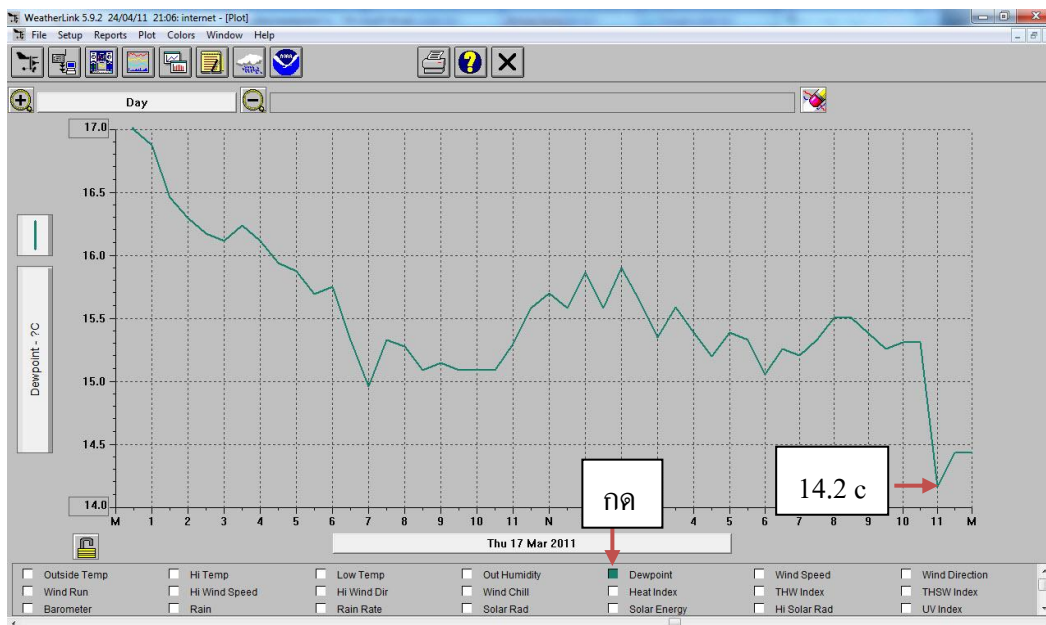 WeatherLink 5.9.2 24/04/11 21:06: internet - [Plot]
File Setup Reports Plot Colors Window Help
Day
17.0
16.5
16.0
15.5
15.0
14.5
14.0
Dewpoint - ?C
กด
14.2 c
M 1 2 3 4 5 6 7 8 9 10 11 N 4 5 6 7 8 9 10 11 M
Thu 17 Mar 2011
Outside Temp Hi Temp Low Temp Out Humidity Dewpoint Wind Speed Wind Direction
Wind Run Hi Wind Speed Hi Wind Dir Wind Chill Heat Index THW Index THSW Index
Barometer Rain Rain Rate Solar Rad Solar Energy Hi Solar Rad UV Index